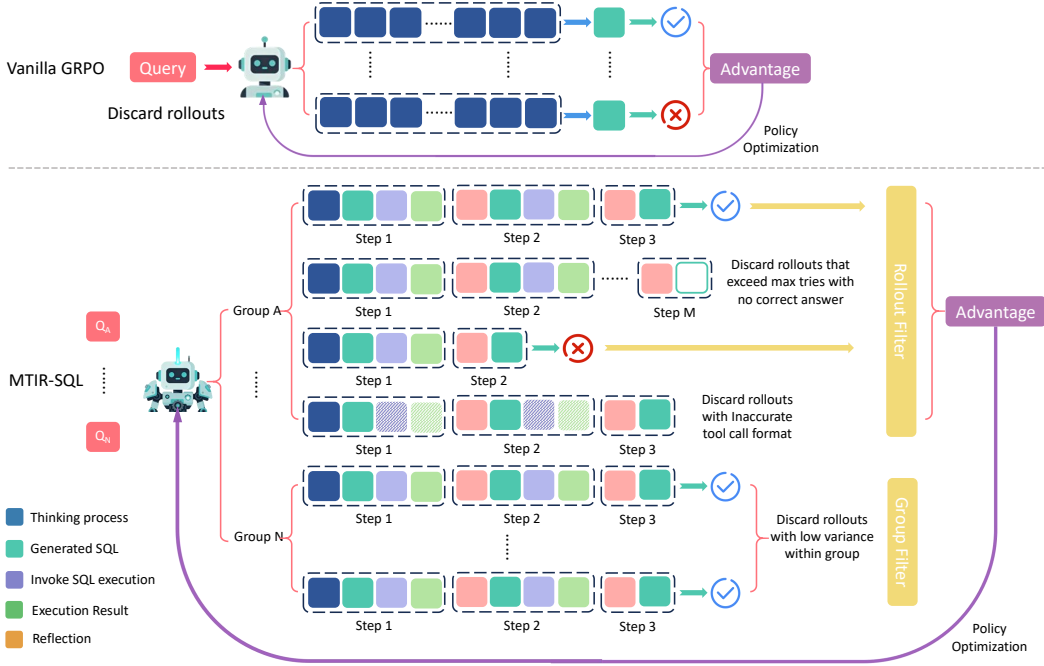 Vanilla GRPO
Query
Discard rollouts
Advantage
Policy
Optimization
MTIR-SQL
Q_A
Q_N
Group A
Group N
Step 1
Step 2
Step 3
Step 1
Step 2
Step M
Discard rollouts that
exceed max tries with
no correct answer
Step 1
Step 2
Discard rollouts
with Inaccurate
tool call format
Step 1
Step 2
Step 3
Step 1
Step 2
Step 3
Discard rollouts
with low variance
within group
Step 1
Step 2
Step 3
Rollout Filter
Group Filter
Advantage
Policy
Optimization
Thinking process
Generated SQL
Invoke SQL execution
Execution Result
Reflection